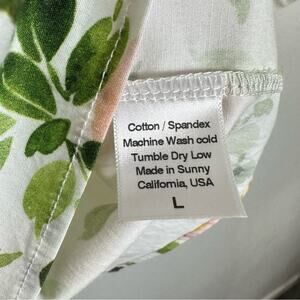 Cotton / Spandex
Machine Wash cold
Tumble Dry Low
Made in Sunny
California, USA
L